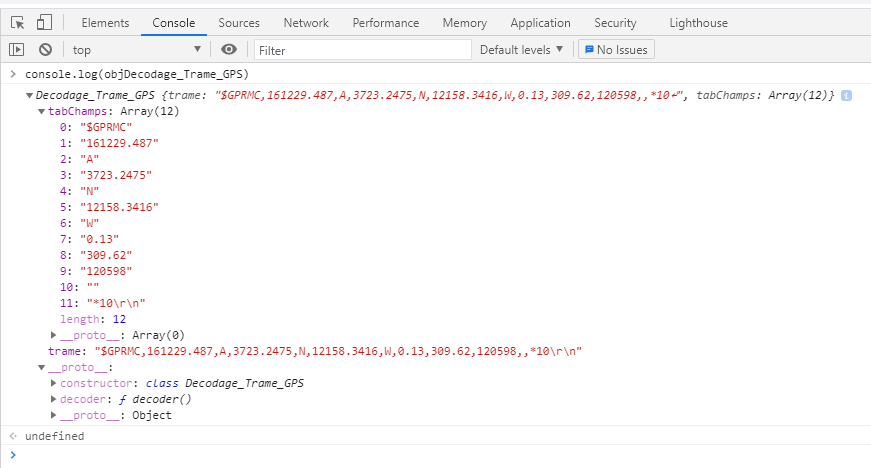 Elements Console Sources Network Performance Memory Application Security Lighthouse
top Filter Default levels No Issues
console.log(objDecodage_Trame_GPS)
Decodage_Trame_GPS {trame: "$GPRMC,161229.487,A,3723.2475,N,12158.3416,W,0.13,309.62,120598,,*10↵", tabChamps: Array(12)}
tabChamps: Array(12)
0: "$GPRMC"
1: "161229.487"
2: "A"
3: "3723.2475"
4: "N"
5: "12158.3416"
6: "W"
7: "0.13"
8: "309.62"
9: "120598"
10: ""
11: "*10\r\n"
length: 12
__proto__: Array(0)
trame: "$GPRMC,161229.487,A,3723.2475,N,12158.3416,W,0.13,309.62,120598,,*10\r\n"
__proto__:
constructor: class Decodage_Trame_GPS
decoder: ƒ decoder()
__proto__: Object
undefined